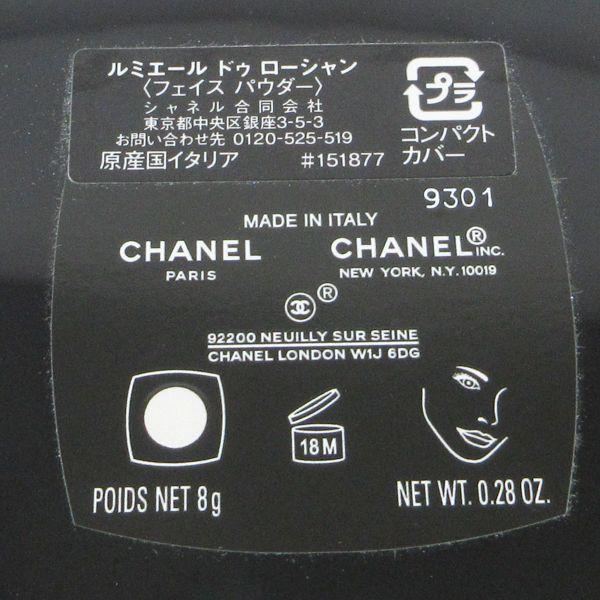 ルミエール ドゥ ローシャン
〈フェイス パウダー〉
シャネル合同会社
東京都中央区銀座3-5-3
お問い合わせ先 0120-525-519
原産国イタリア #151877
プラ
コンパクト
カバー
9301
MADE IN ITALY
CHANEL
PARIS
CHANEL® INC.
NEW YORK, N.Y. 10019
®
92200 NEUILLY SUR SEINE
CHANEL LONDON W1J 6DG
18 M
POIDS NET 8g
NET WT. 0.28 OZ.